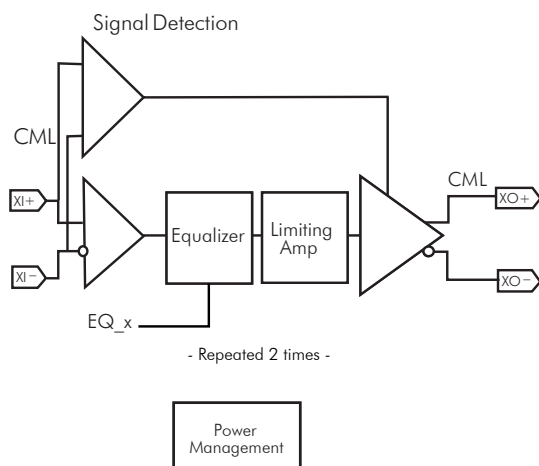 Signal Detection
CML
XI+
XI−
Equalizer
Limiting
Amp
CML
XO+
XO−
EQ_x
- Repeated 2 times -
Power
Management